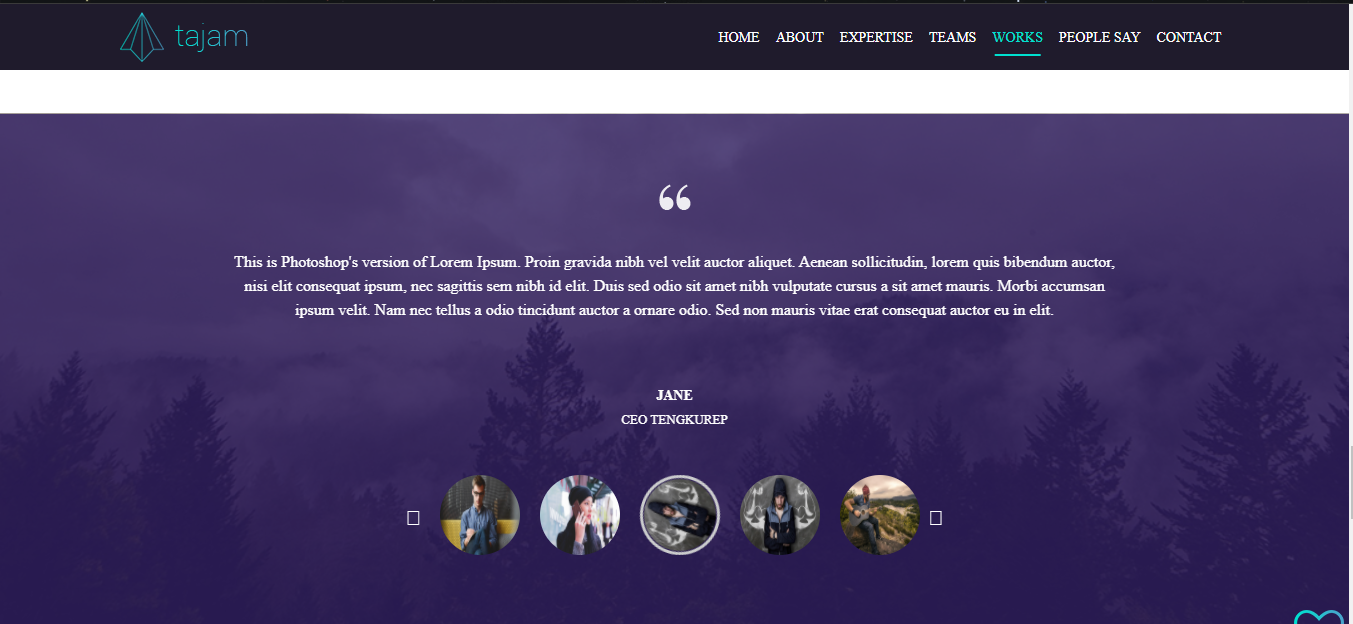 tajam
HOME ABOUT EXPERTISE TEAMS WORKS PEOPLE SAY CONTACT
“
This is Photoshop's version of Lorem Ipsum. Proin gravida nibh vel velit auctor aliquet. Aenean sollicitudin, lorem quis bibendum auctor,
nisi elit consequat ipsum, nec sagittis sem nibh id elit. Duis sed odio sit amet nibh vulputate cursus a sit amet mauris. Morbi accumsan
ipsum velit. Nam nec tellus a odio tincidunt auctor a ornare odio. Sed non mauris vitae erat consequat auctor eu in elit.
JANE
CEO TENGKUREP